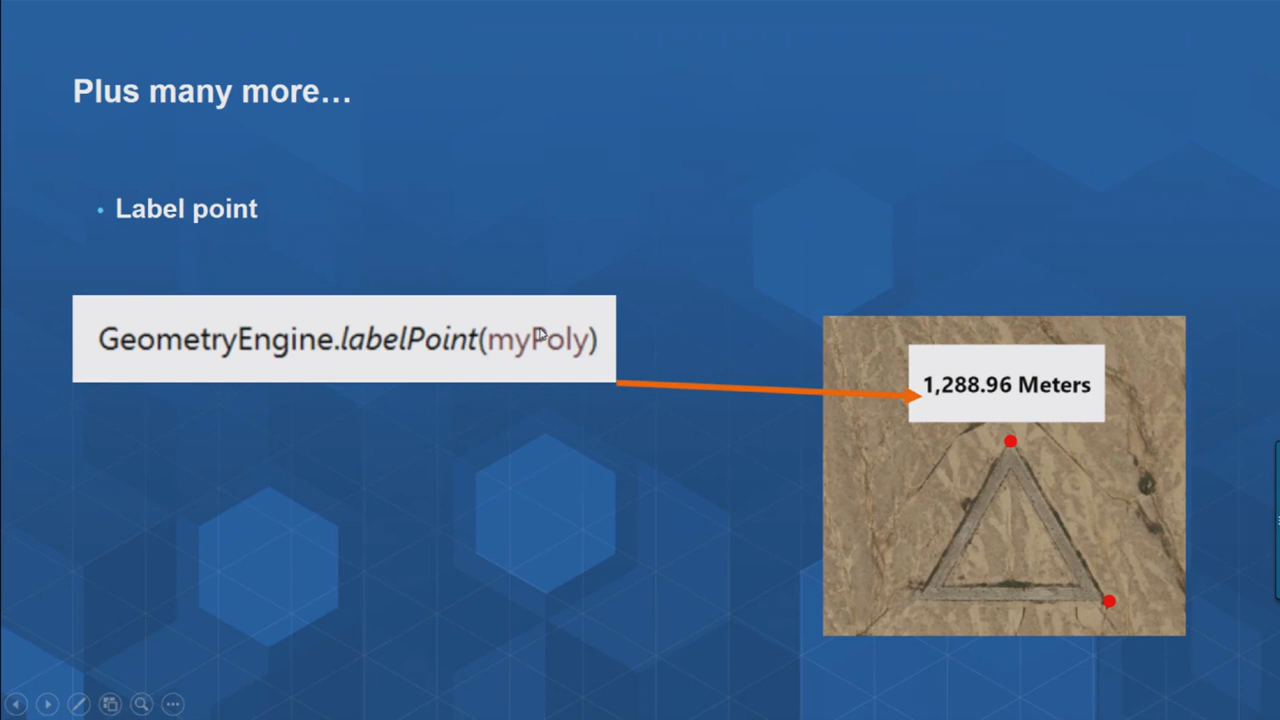 Plus many more…
• Label point
GeometryEngine.labelPoint(myPoly)
1,288.96 Meters